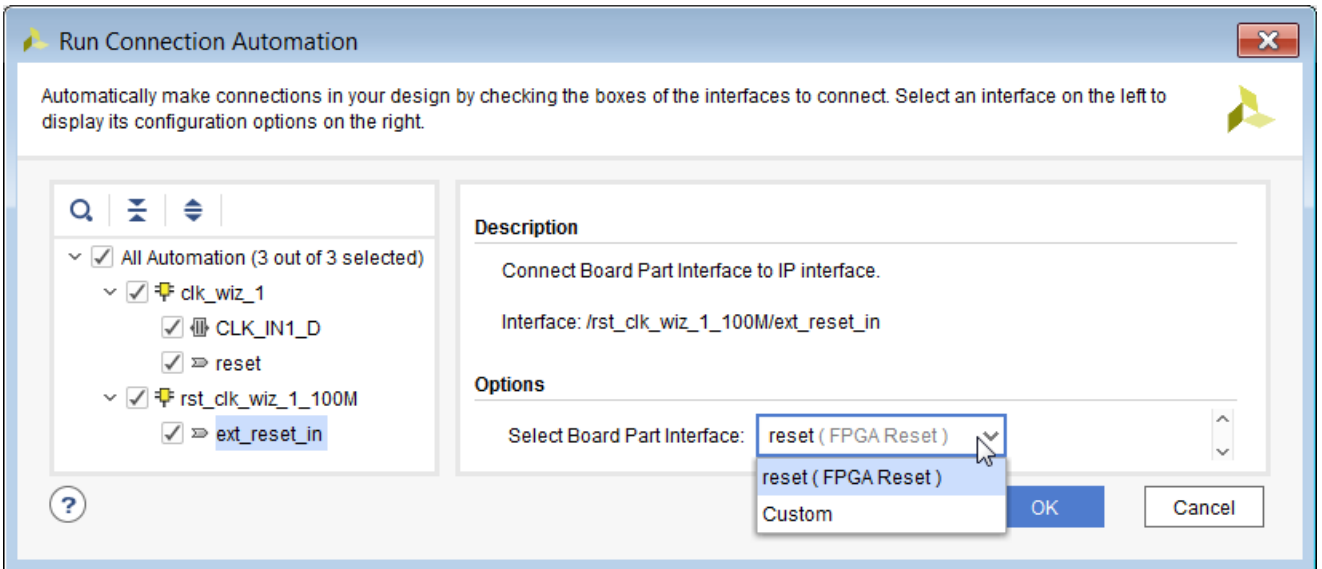 Run Connection Automation
Automatically make connections in your design by checking the boxes of the interfaces to connect. Select an interface on the left to
display its configuration options on the right.
All Automation (3 out of 3 selected)
clk_wiz_1
CLK_IN1_D
reset
rst_clk_wiz_1_100M
ext_reset_in
Description
Connect Board Part Interface to IP interface.
Interface: /rst_clk_wiz_1_100M/ext_reset_in
Options
Select Board Part Interface: reset ( FPGA Reset )
reset ( FPGA Reset )
Custom
?
OK
Cancel